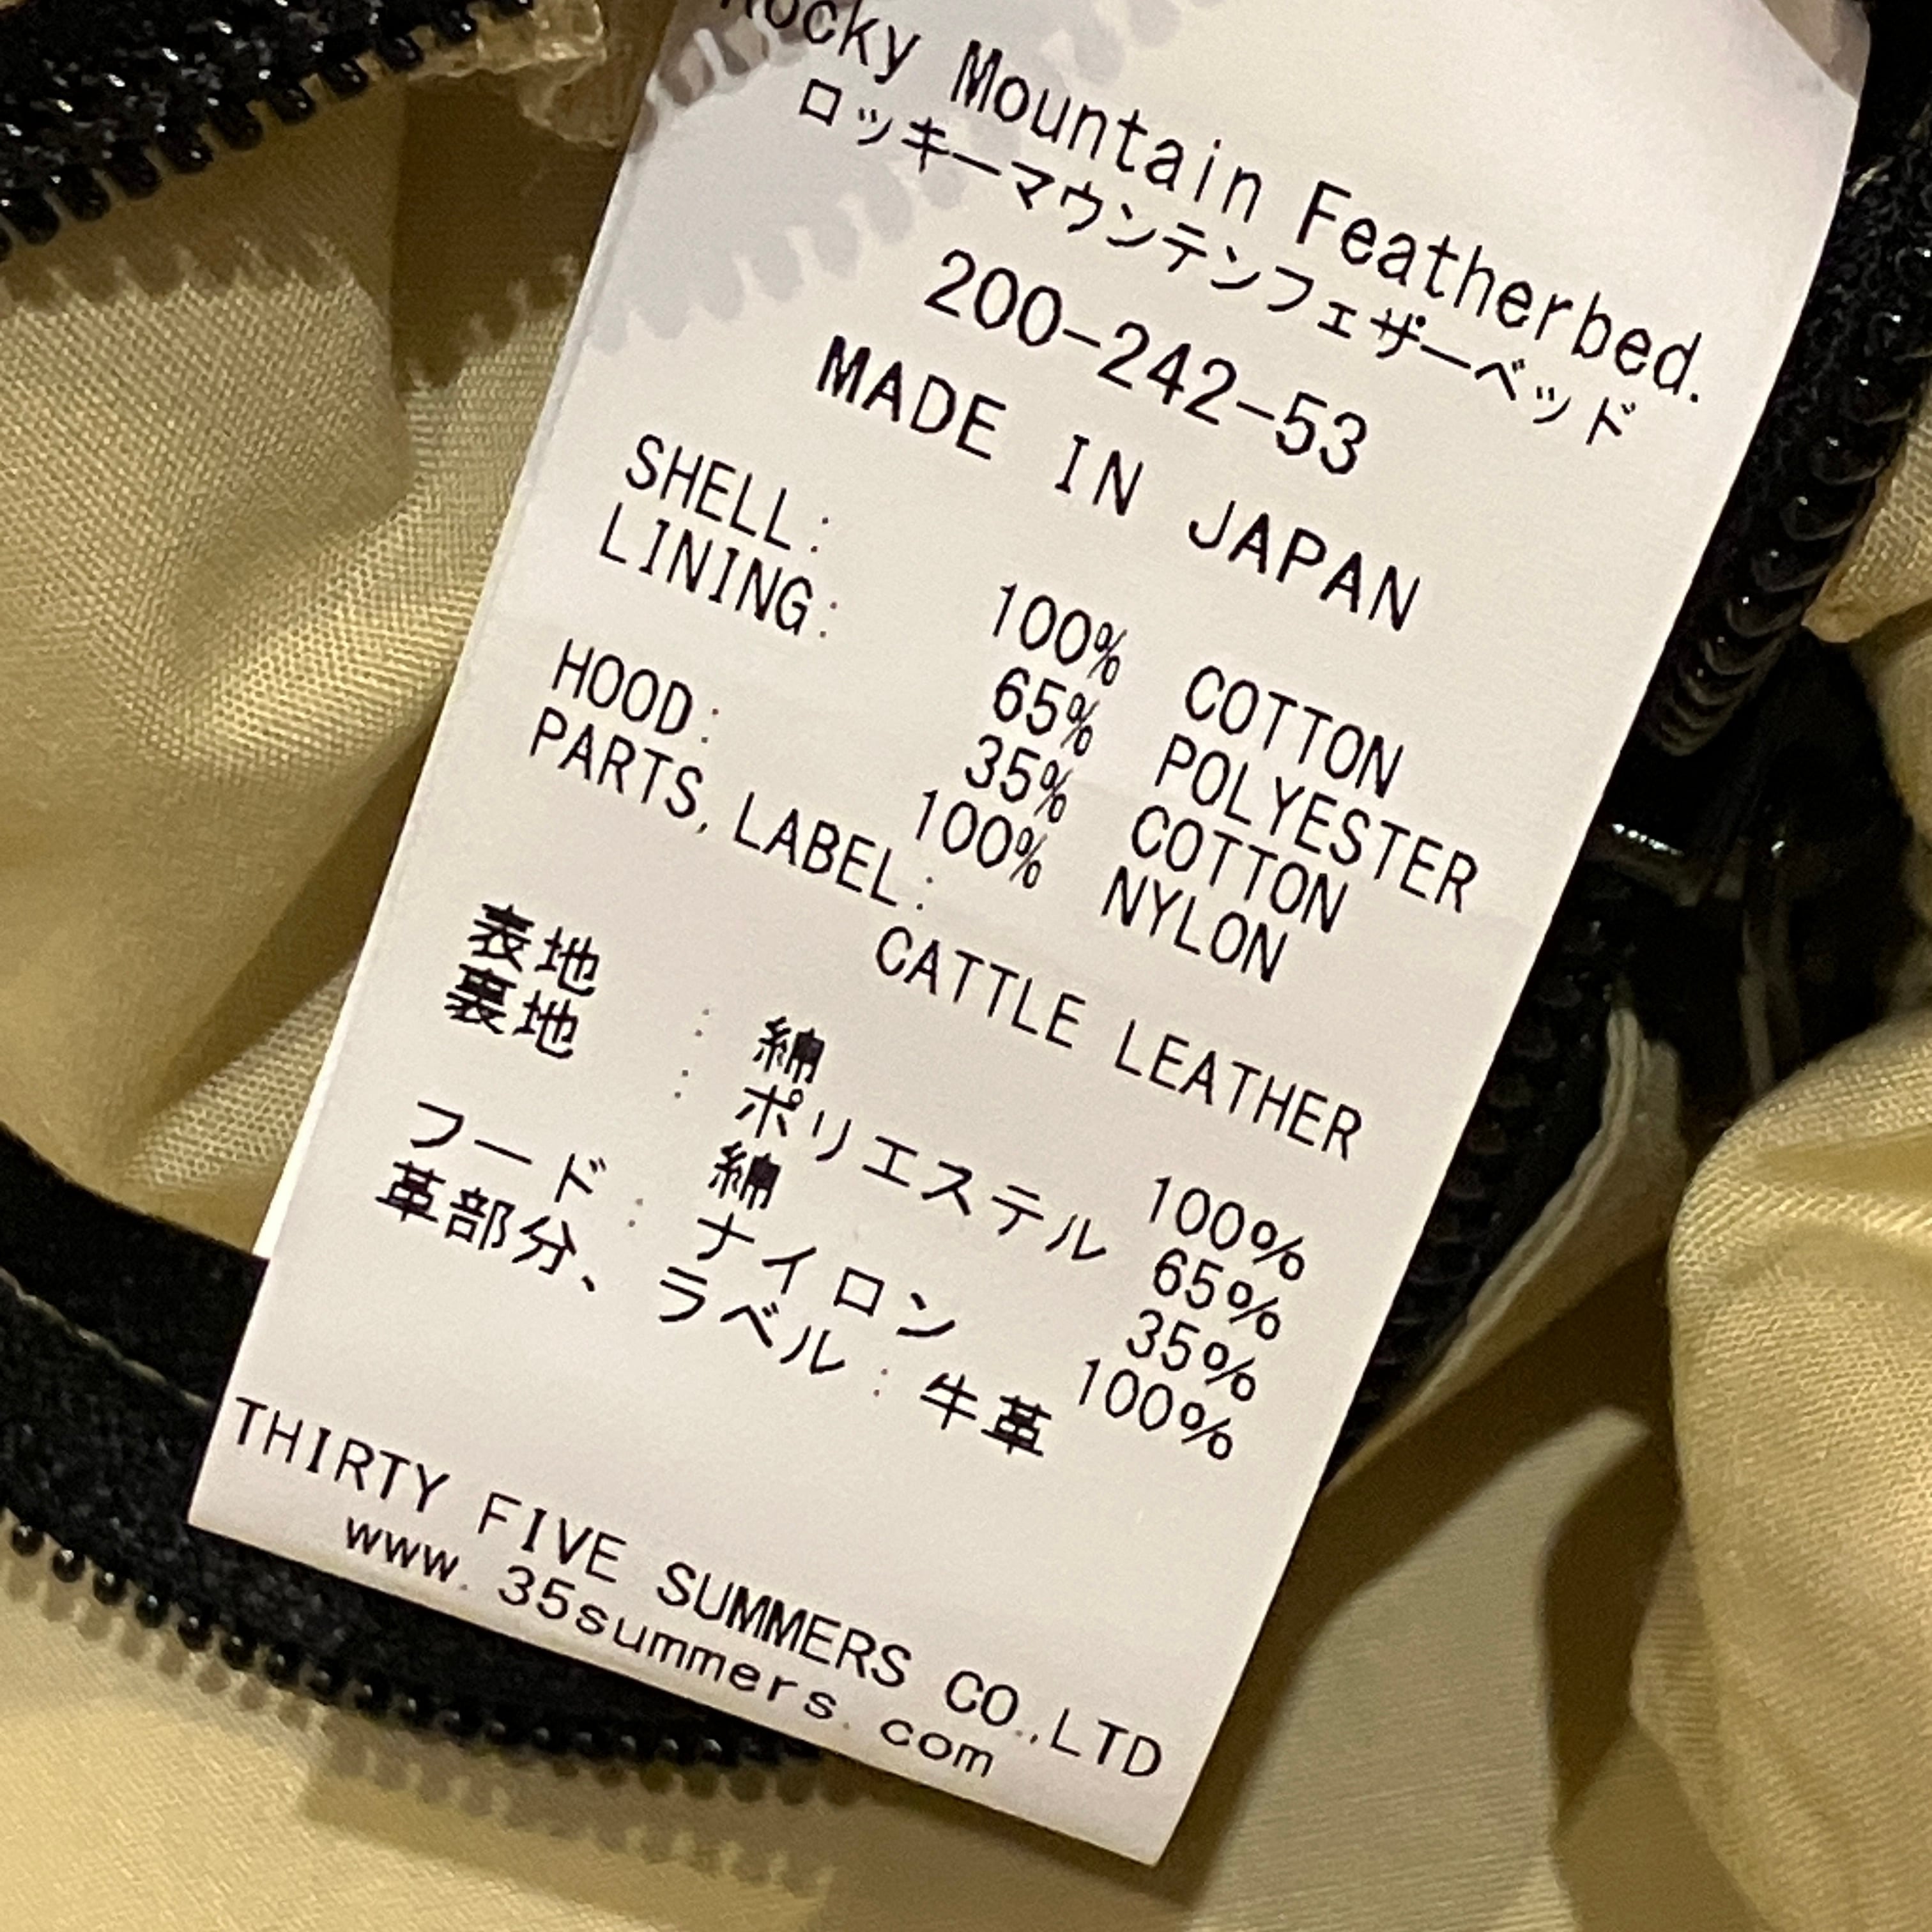 Rocky Mountain Featherbed.
ロッキーマウンテンフェザーベッド
200-242-53
MADE IN JAPAN
SHELL: 100% COTTON
LINING: 65% POLYESTER
35% COTTON
HOOD: 100% NYLON
PARTS, LABEL: CATTLE LEATHER
表地 : 綿 100%
裏地 : ポリエステル 65%
綿 35%
フード : ナイロン 100%
革部分、ラベル : 牛革
THIRTY FIVE SUMMERS CO.,LTD
www.35summers.com